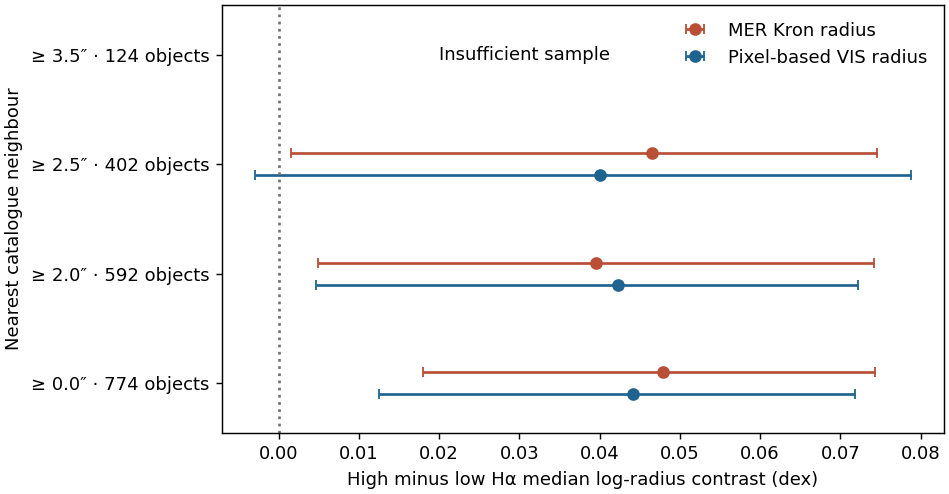 MER Kron radius
Pixel-based VIS radius
Insufficient sample
Nearest catalogue neighbour
≥ 3.5″ · 124 objects
≥ 2.5″ · 402 objects
≥ 2.0″ · 592 objects
≥ 0.0″ · 774 objects
0.00 0.01 0.02 0.03 0.04 0.05 0.06 0.07 0.08
High minus low Hα median log-radius contrast (dex)